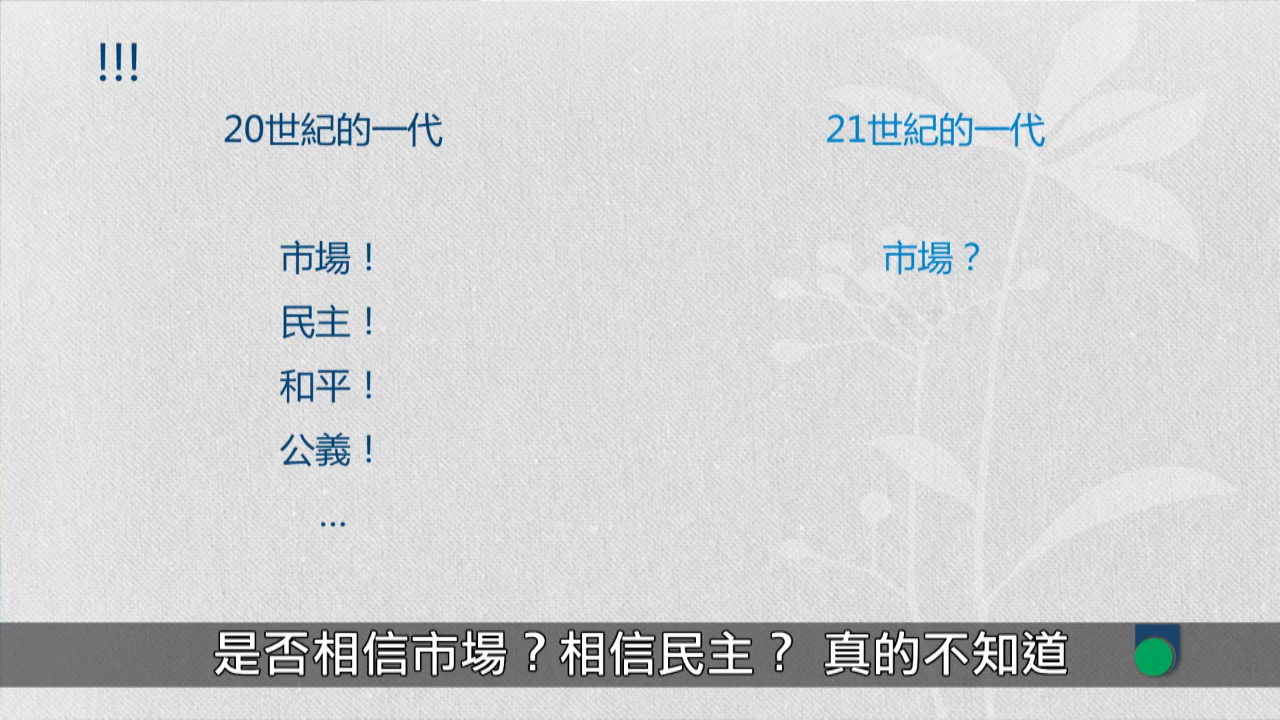 !!!
20世紀的一代
21世紀的一代
市場！
市場？
民主！
和平！
公義！
...
是否相信市場？相信民主？ 真的不知道